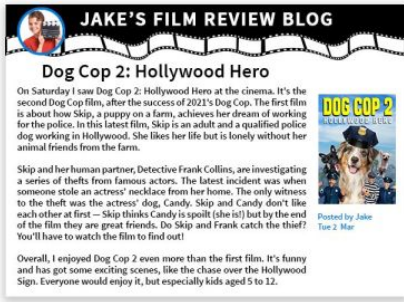 JAKE'S FILM REVIEW BLOG
Dog Cop 2: Hollywood Hero
On Saturday I saw Dog Cop 2: Hollywood Hero at the cinema. It's the
second Dog Cop film, after the success of 2021's Dog Cop. The first film
is about how Skip, a puppy on a farm, achieves her dream of working
for the police. In this latest film, Skip is an adult and a qualified police
dog working in Hollywood. She likes her life but is lonely without her
animal friends from the farm.
Skip and her human partner, Detective Frank Collins, are investigating
a series of thefts from famous actors. The latest incident was when
someone stole an actress' necklace from her home. The only witness
to the theft was the actress' dog, Candy. Skip and Candy don't like
each other at first — Skip thinks Candy is spoilt (she is!) but by the end
of the film they are great friends. Do Skip and Frank catch the thief?
You'll have to watch the film to find out!
Overall, I enjoyed Dog Cop 2 even more than the first film. It's funny
and has got some exciting scenes, like the chase over the Hollywood
Sign. Everyone would enjoy it, but especially kids aged 5 to 12.
DOG COP 2
HOLLYWOOD HERO
Posted by Jake
Tue 2 Mar